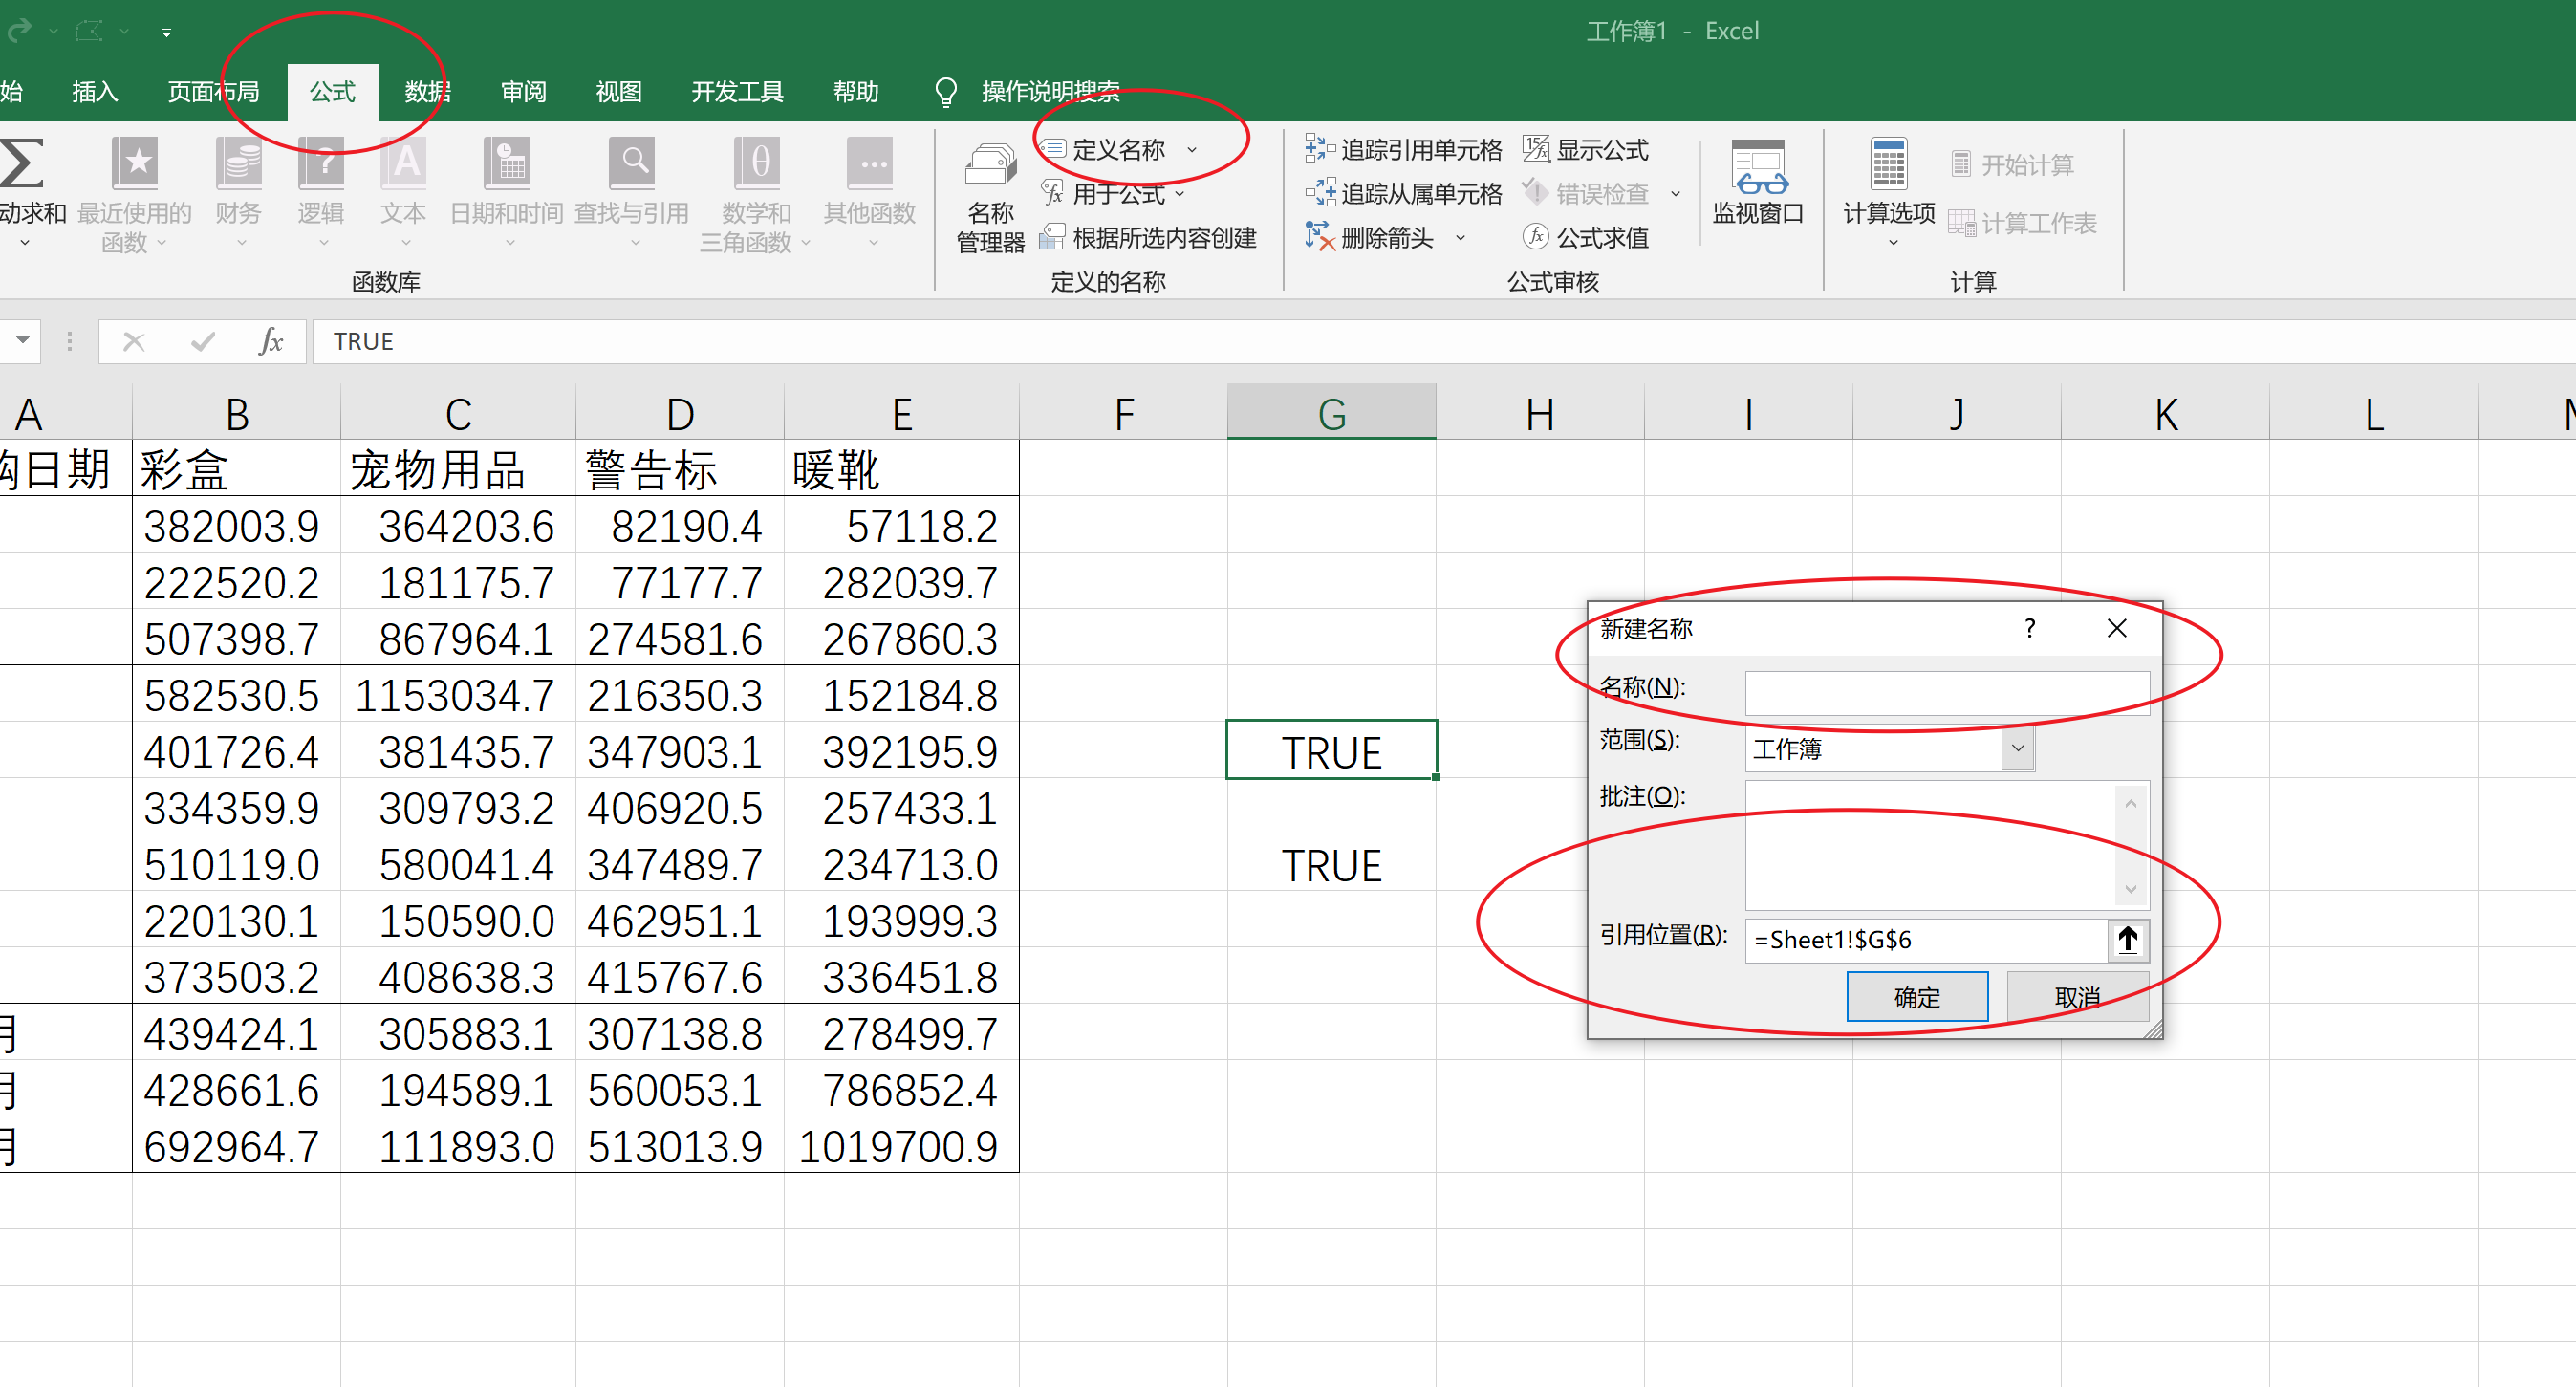 工作簿1 - Excel
始 插入 页面布局 公式 数据 审阅 视图 开发工具 帮助 操作说明搜索
动求和
最近使用的
函数
财务
逻辑
文本
日期和时间
查找与引用
数学和
三角函数
其他函数
函数库
名称
管理器
定义名称
用于公式
根据所选内容创建
定义的名称
追踪引用单元格
追踪从属单元格
删除箭头
显示公式
错误检查
公式求值
公式审核
监视窗口
计算选项
开始计算
计算工作表
计算
fx TRUE
A B C D E F G H I J K L
购日期 彩盒 宠物用品 警告标 暖靴
382003.9 364203.6 82190.4 57118.2
222520.2 181175.7 77177.7 282039.7
507398.7 867964.1 274581.6 267860.3
582530.5 1153034.7 216350.3 152184.8
401726.4 381435.7 347903.1 392195.9 TRUE
334359.9 309793.2 406920.5 257433.1
510119.0 580041.4 347489.7 234713.0 TRUE
220130.1 150590.0 462951.1 193999.3
373503.2 408638.3 415767.6 336451.8
月 439424.1 305883.1 307138.8 278499.7
月 428661.6 194589.1 560053.1 786852.4
月 692964.7 111893.0 513013.9 1019700.9
新建名称 ?
名称(N):
范围(S): 工作簿
批注(O):
引用位置(R): =Sheet1!$G$6
确定 取消